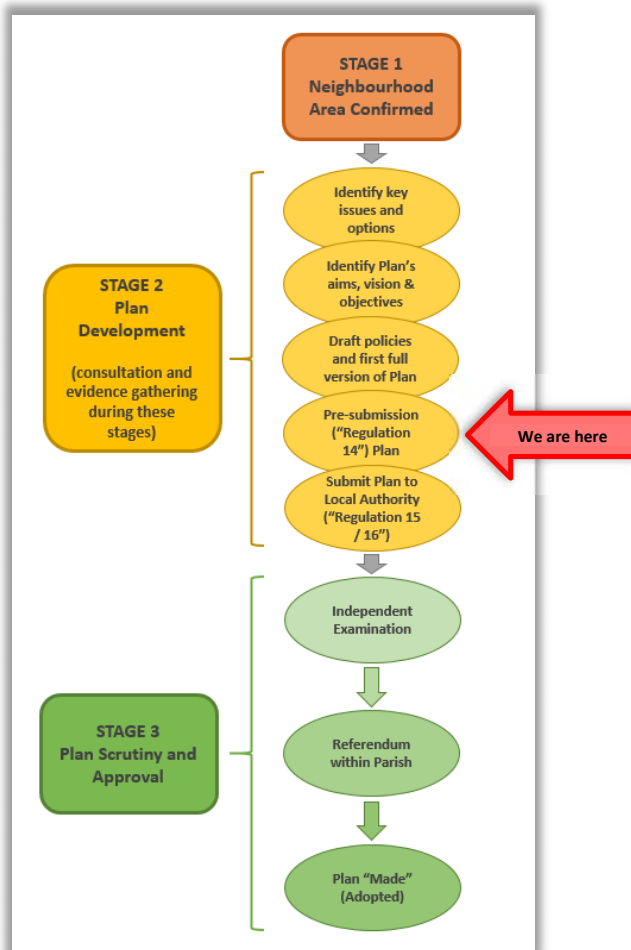 STAGE 1
Neighbourhood
Area Confirmed
Identify key
issues and
options
Identify Plan’s
aims, vision &
objectives
STAGE 2
Plan
Development
(consultation and
evidence gathering
during these
stages)
Draft policies
and first full
version of Plan
Pre-submission
(“Regulation
14”) Plan
We are here
Submit Plan to
Local Authority
(“Regulation 15
/ 16”)
Independent
Examination
STAGE 3
Plan Scrutiny and
Approval
Referendum
within Parish
Plan “Made”
(Adopted)